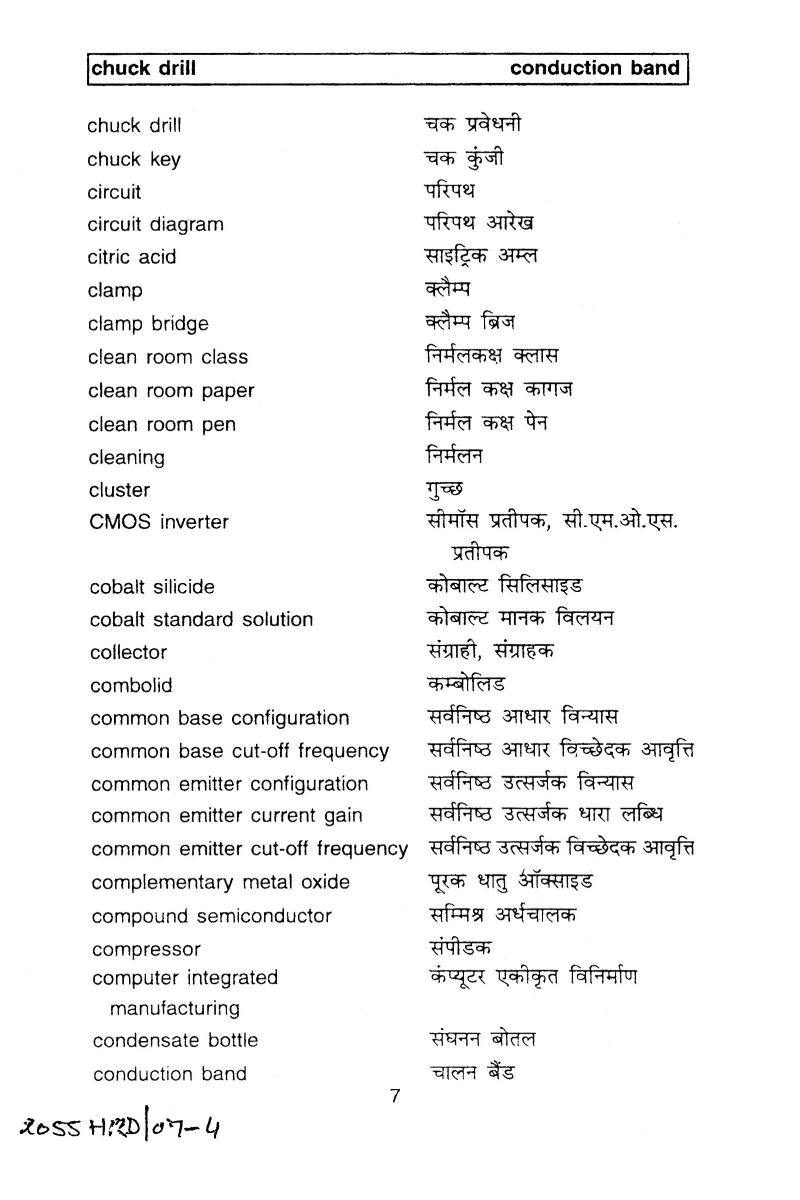 chuck drill conduction band
chuck drill चक प्रवेधनी
chuck key चक कुंजी
circuit परिपथ
circuit diagram परिपथ आरेख
citric acid साइट्रिक अम्ल
clamp क्लैम्प
clamp bridge क्लैम्प ब्रिज
clean room class निर्मलकक्ष क्लास
clean room paper निर्मल कक्ष कागज
clean room pen निर्मल कक्ष पेन
cleaning निर्मलन
cluster गुच्छ
CMOS inverter सीमॉस प्रतीपक, सी.एम.ओ.एस.
प्रतीपक
cobalt silicide कोबाल्ट सिलिसाइड
cobalt standard solution कोबाल्ट मानक विलयन
collector संग्राही, संग्राहक
combolid कम्बोलिड
common base configuration सर्वनिष्ठ आधार विन्यास
common base cut-off frequency सर्वनिष्ठ आधार विच्छेदक आवृत्ति
common emitter configuration सर्वनिष्ठ उत्सर्जक विन्यास
common emitter current gain सर्वनिष्ठ उत्सर्जक धारा लब्धि
common emitter cut-off frequency सर्वनिष्ठ उत्सर्जक विच्छेदक आवृत्ति
complementary metal oxide पूरक धातु ऑक्साइड
compound semiconductor सम्मिश्र अर्धचालक
compressor संपीडक
computer integrated कंप्यूटर एकीकृत विनिर्माण
manufacturing
condensate bottle संघनन बोतल
conduction band चालन बैंड
7
2055 HRD/07-4